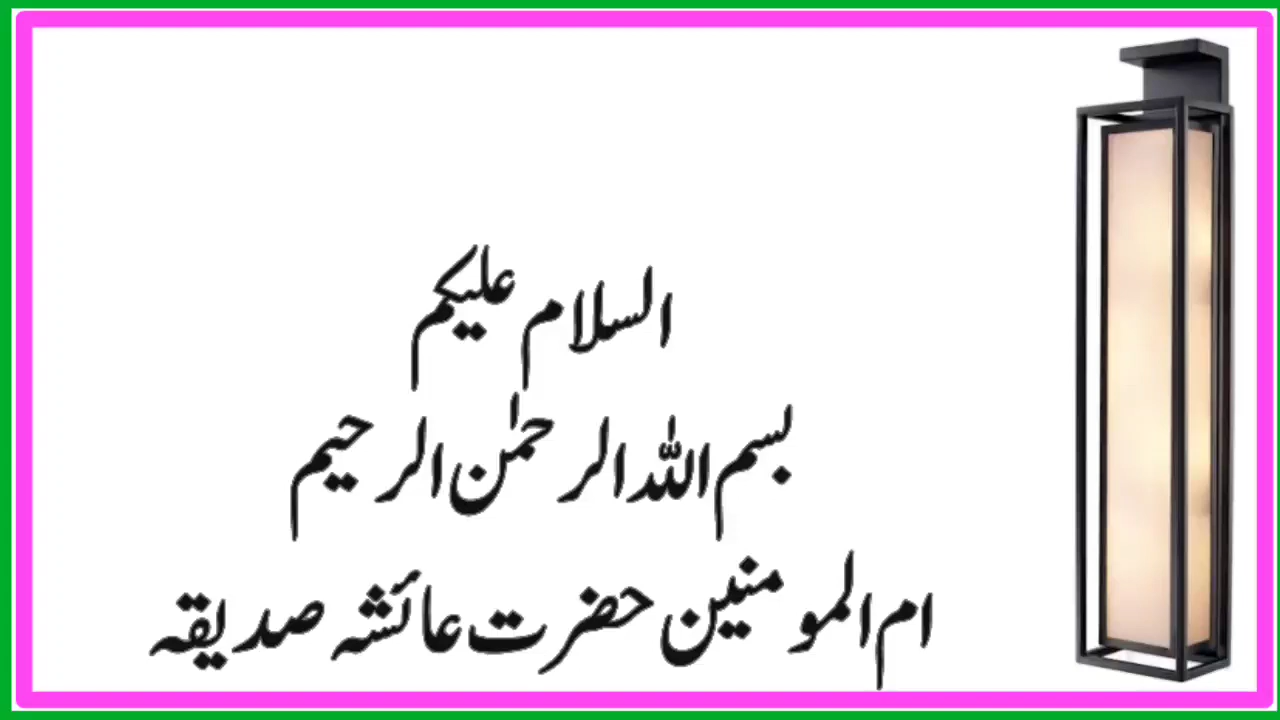 السلام علیکم
بسم اللہ الرحمٰن الرحیم
ام المومنین حضرت عائشہ صدیقہ